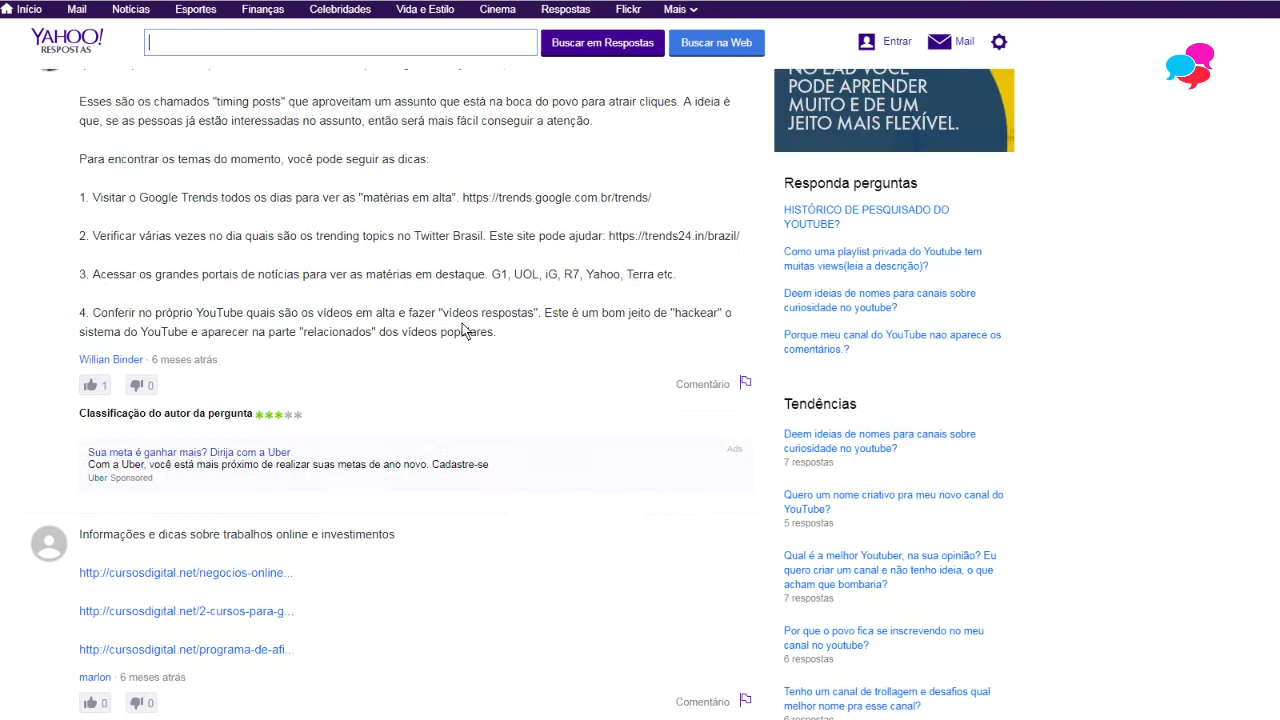 Início Mail Notícias Esportes Finanças Celebridades Vida e Estilo Cinema Respostas Flickr Mais
YAHOO!
RESPOSTAS
Buscar em Respostas Buscar na Web Entrar Mail
Esses são os chamados "timing posts" que aproveitam um assunto que está na boca do povo para atrair cliques. A ideia é
que, se as pessoas já estão interessadas no assunto, então será mais fácil conseguir a atenção.
Para encontrar os temas do momento, você pode seguir as dicas:
1. Visitar o Google Trends todos os dias para ver as "matérias em alta". https://trends.google.com.br/trends/
2. Verificar várias vezes no dia quais são os trending topics no Twitter Brasil. Este site pode ajudar: https://trends24.in/brazil/
3. Acessar os grandes portais de notícias para ver as matérias em destaque. G1, UOL, iG, R7, Yahoo, Terra etc.
4. Conferir no próprio YouTube quais são os vídeos em alta e fazer "vídeos respostas". Este é um bom jeito de "hackear" o
sistema do YouTube e aparecer na parte "relacionados" dos vídeos populares.
Willian Binder · 6 meses atrás
1 0
Comentário
Classificação do autor da pergunta
Sua meta é ganhar mais? Dirija com a Uber
Ads
Com a Uber, você está mais próximo de realizar suas metas de ano novo. Cadastre-se
Uber Sponsored
Informações e dicas sobre trabalhos online e investimentos
http://cursosdigital.net/negocios-online...
http://cursosdigital.net/2-cursos-para-g...
http://cursosdigital.net/programa-de-afi...
marlon · 6 meses atrás
0 0
Comentário
NO EAD VOCÊ
PODE APRENDER
MUITO E DE UM
JEITO MAIS FLEXÍVEL.
Responda perguntas
HISTÓRICO DE PESQUISADO DO
YOUTUBE?
Como uma playlist privada do Youtube tem
muitas views(leia a descrição)?
Deem ideias de nomes para canais sobre
curiosidade no youtube?
Porque meu canal do YouTube nao aparece os
comentários.?
Tendências
Deem ideias de nomes para canais sobre
curiosidade no youtube?
7 respostas
Quero um nome criativo pra meu novo canal do
YouTube?
5 respostas
Qual é a melhor Youtuber, na sua opinião? Eu
quero criar um canal e não tenho ideia, o que
acham que bombaria?
7 respostas
Por que o povo fica se inscrevendo no meu
canal no youtube?
6 respostas
Tenho um canal de trollagem e desafios qual
melhor nome pra esse canal?
6 respostas